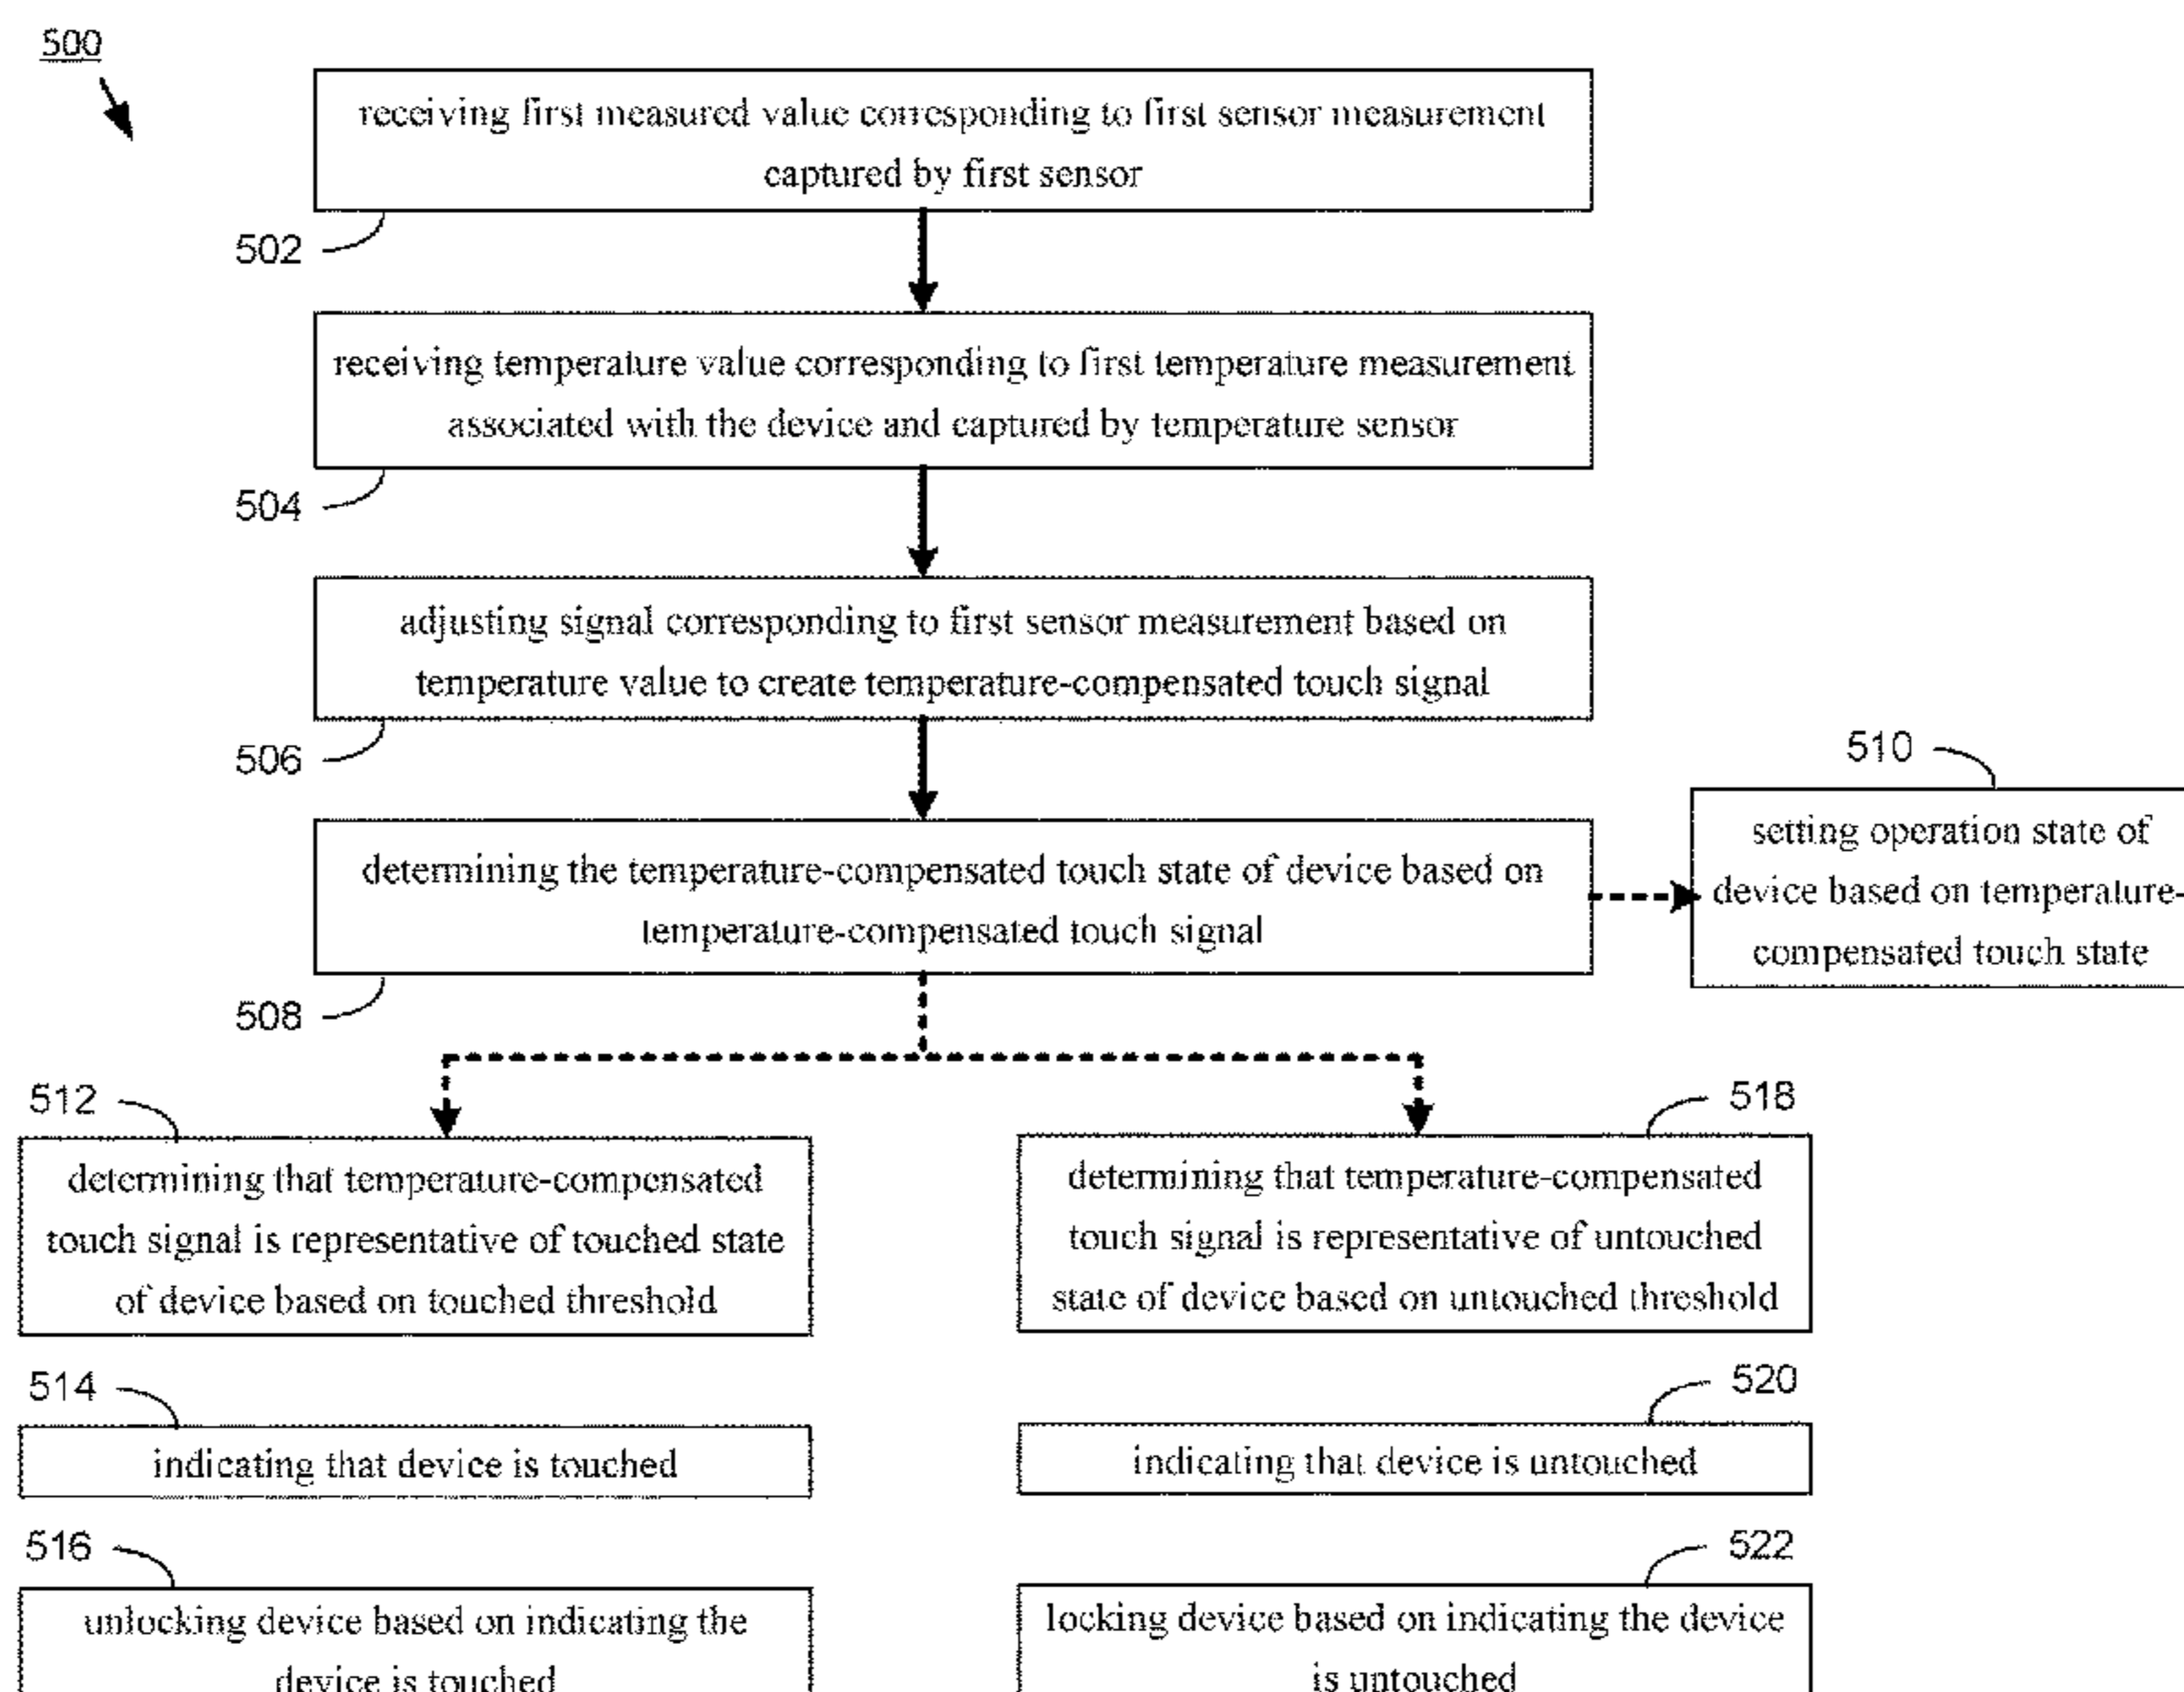 500
receiving first measured value corresponding to first sensor measurement
captured by first sensor
502
receiving temperature value corresponding to first temperature measurement
associated with the device and captured by temperature sensor
504
adjusting signal corresponding to first sensor measurement based on
temperature value to create temperature-compensated touch signal
506
510
setting operation state of
device based on temperature-
compensated touch state
determining the temperature-compensated touch state of device based on
temperature-compensated touch signal
508
512
determining that temperature-compensated
touch signal is representative of touched state
of device based on touched threshold
518
determining that temperature-compensated
touch signal is representative of untouched
state of device based on untouched threshold
514
indicating that device is touched
520
indicating that device is untouched
516
unlocking device based on indicating the
device is touched
522
locking device based on indicating the device
is untouched